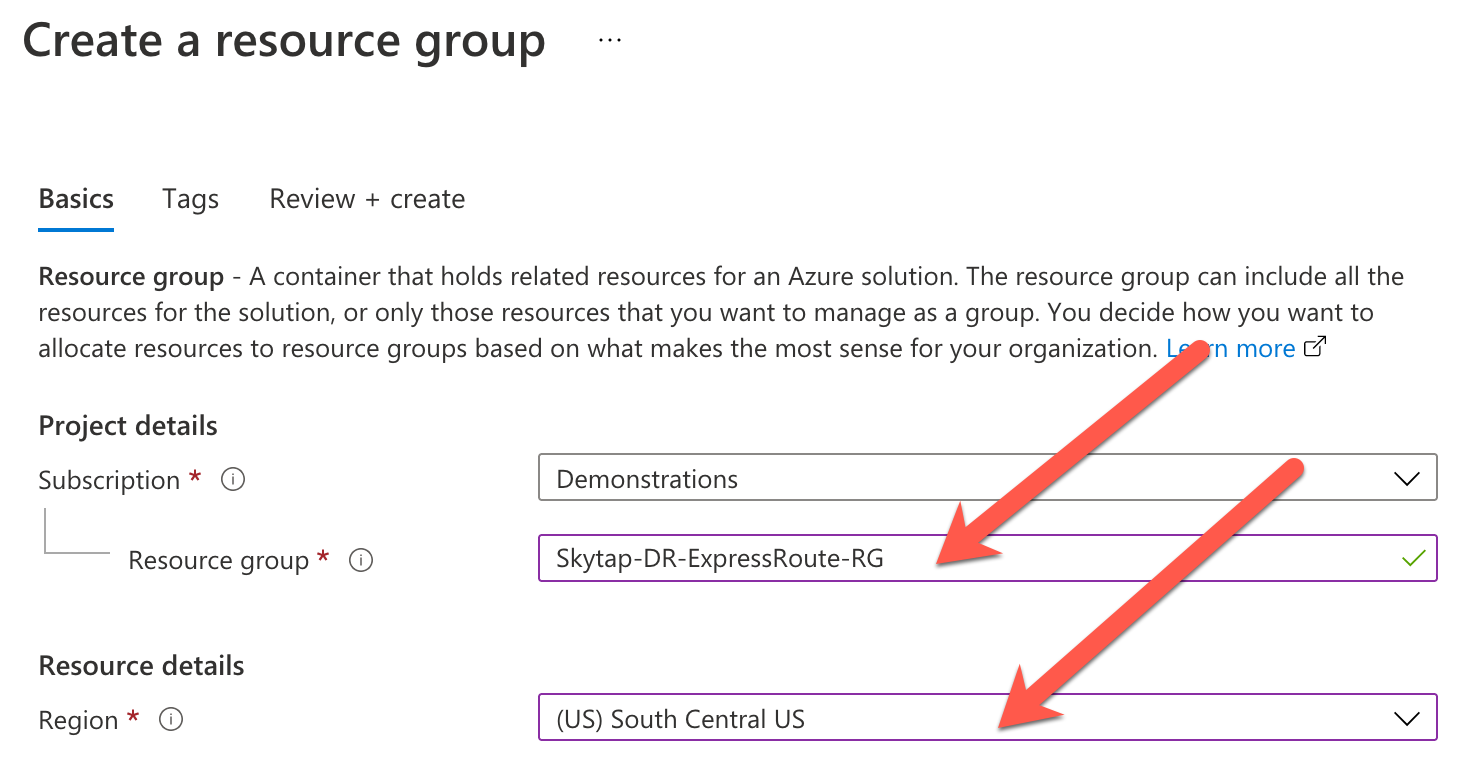 Create a resource group ...
Basics Tags Review + create
Resource group - A container that holds related resources for an Azure solution. The resource group can include all the
resources for the solution, or only those resources that you want to manage as a group. You decide how you want to
allocate resources to resource groups based on what makes the most sense for your organization. Learn more
Project details
Subscription * Demonstrations
Resource group * Skytap-DR-ExpressRoute-RG
Resource details
Region * (US) South Central US